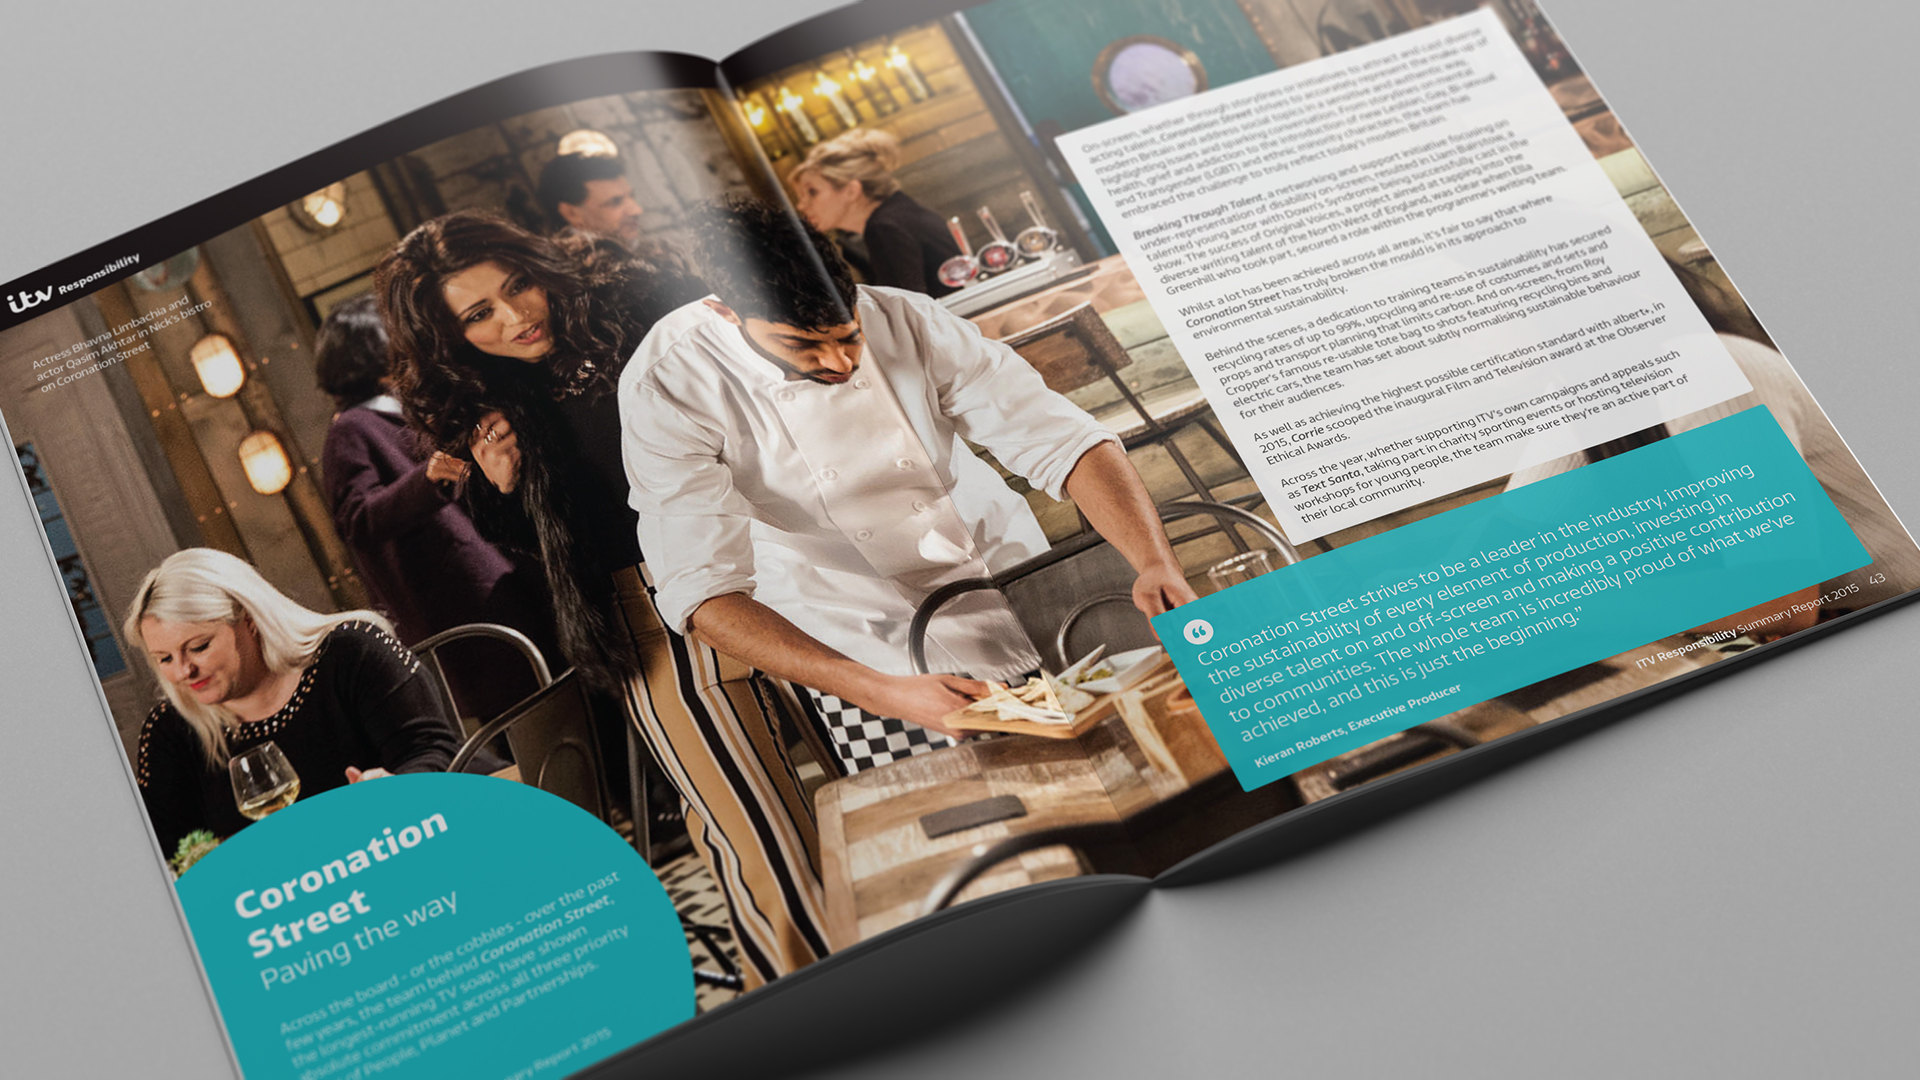 itv Responsibility
Actress Bhavna Limbachia and
actor Qasim Akhtar in Nick's bistro
on Coronation Street
Coronation
Street
Paving the way
Across the board - or the cobbles - over the past
few years, the team behind Coronation Street,
the longest-running TV soap, have shown
absolute commitment across all three priority
of People, Planet and Partnerships.
Report 2015
On-screen, whether through storylines or initiatives to attract and cast diverse
acting talent, Coronation Street strives to accurately represent the make-up of
modern Britain and address social topics in a sensitive and authentic way,
highlighting issues and sparking conversation. From storylines on mental
health, grief and addiction to the introduction of new Lesbian, Gay, Bi-sexual
and Transgender (LGBT) and ethnic minority characters, the team has
embraced the challenge to truly reflect today's modern Britain.
Breaking Through Talent, a networking and support initiative focusing on
under-representation of disability on-screen, resulted in Liam Bairstow, a
talented young actor with Down's Syndrome being successfully cast in the
show. The success of Original Voices, a project aimed at tapping into the
diverse writing talent of the North West of England, was clear when Ella
Greenhill who took part, secured a role within the programme's writing team.
Whilst a lot has been achieved across all areas, it's fair to say that where
Coronation Street has truly broken the mould is in its approach to
environmental sustainability.
Behind the scenes, a dedication to training teams in sustainability has secured
recycling rates of up to 99%, upcycling and re-use of costumes and sets and
props and transport planning that limits carbon. And on-screen, from Roy
Cropper's famous re-usable tote bag to shots featuring recycling bins and
electric cars, the team has set about subtly normalising sustainable behaviour
for their audiences.
As well as achieving the highest possible certification standard with albert+, in
2015, Corrie scooped the inaugural Film and Television award at the Observer
Ethical Awards.
Across the year, whether supporting ITV's own campaigns and appeals such
as Text Santa, taking part in charity sporting events or hosting television
workshops for young people, the team make sure they're an active part of
their local community.
“
Coronation Street strives to be a leader in the industry, improving
the sustainability of every element of production, investing in
diverse talent on and off-screen and making a positive contribution
to communities. The whole team is incredibly proud of what we've
achieved, and this is just the beginning.”
Kieran Roberts, Executive Producer
ITV Responsibility Summary Report 2015 43